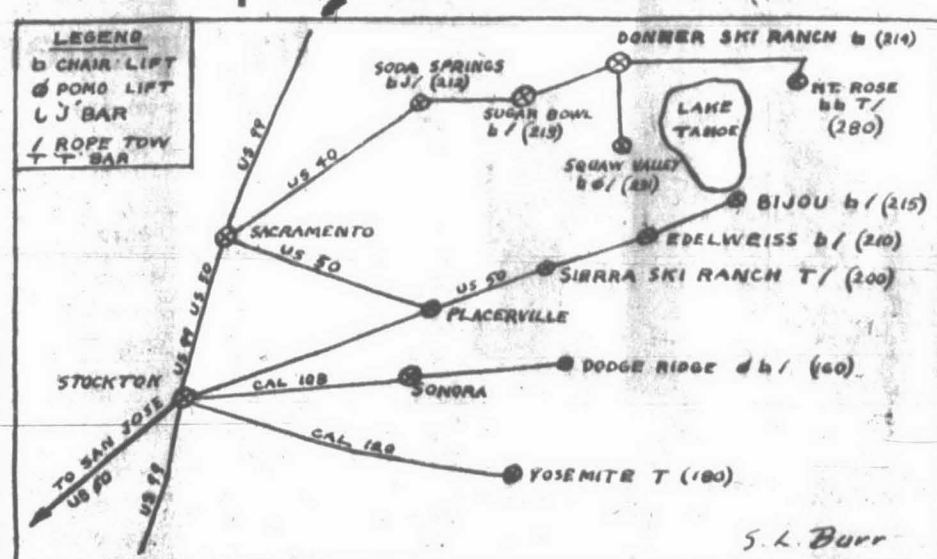 LEGEND
b CHAIR LIFT
ø POMO LIFT
J BAR
/ ROPE TOW
T T BAR
US 99
DONNER SKI RANCH b (214)
SODA SPRINGS
b J / (212)
SUGAR BOWL
b / (213)
MT. ROSE
bb T /
(280)
LAKE
TAHOE
SQUAW VALLEY
b ø / (231)
US 40
BIJOU b / (215)
SACRAMENTO
EDELWEISS b / (210)
US 50
US 50
SIERRA SKI RANCH T / (200)
US 99 US 50
PLACERVILLE
STOCKTON
CAL 108
SONORA
DODGE RIDGE ø b / (160)
TO SAN JOSE
US 50
US 99
CAL 120
YOSEMITE T (180)
S. L. Burr